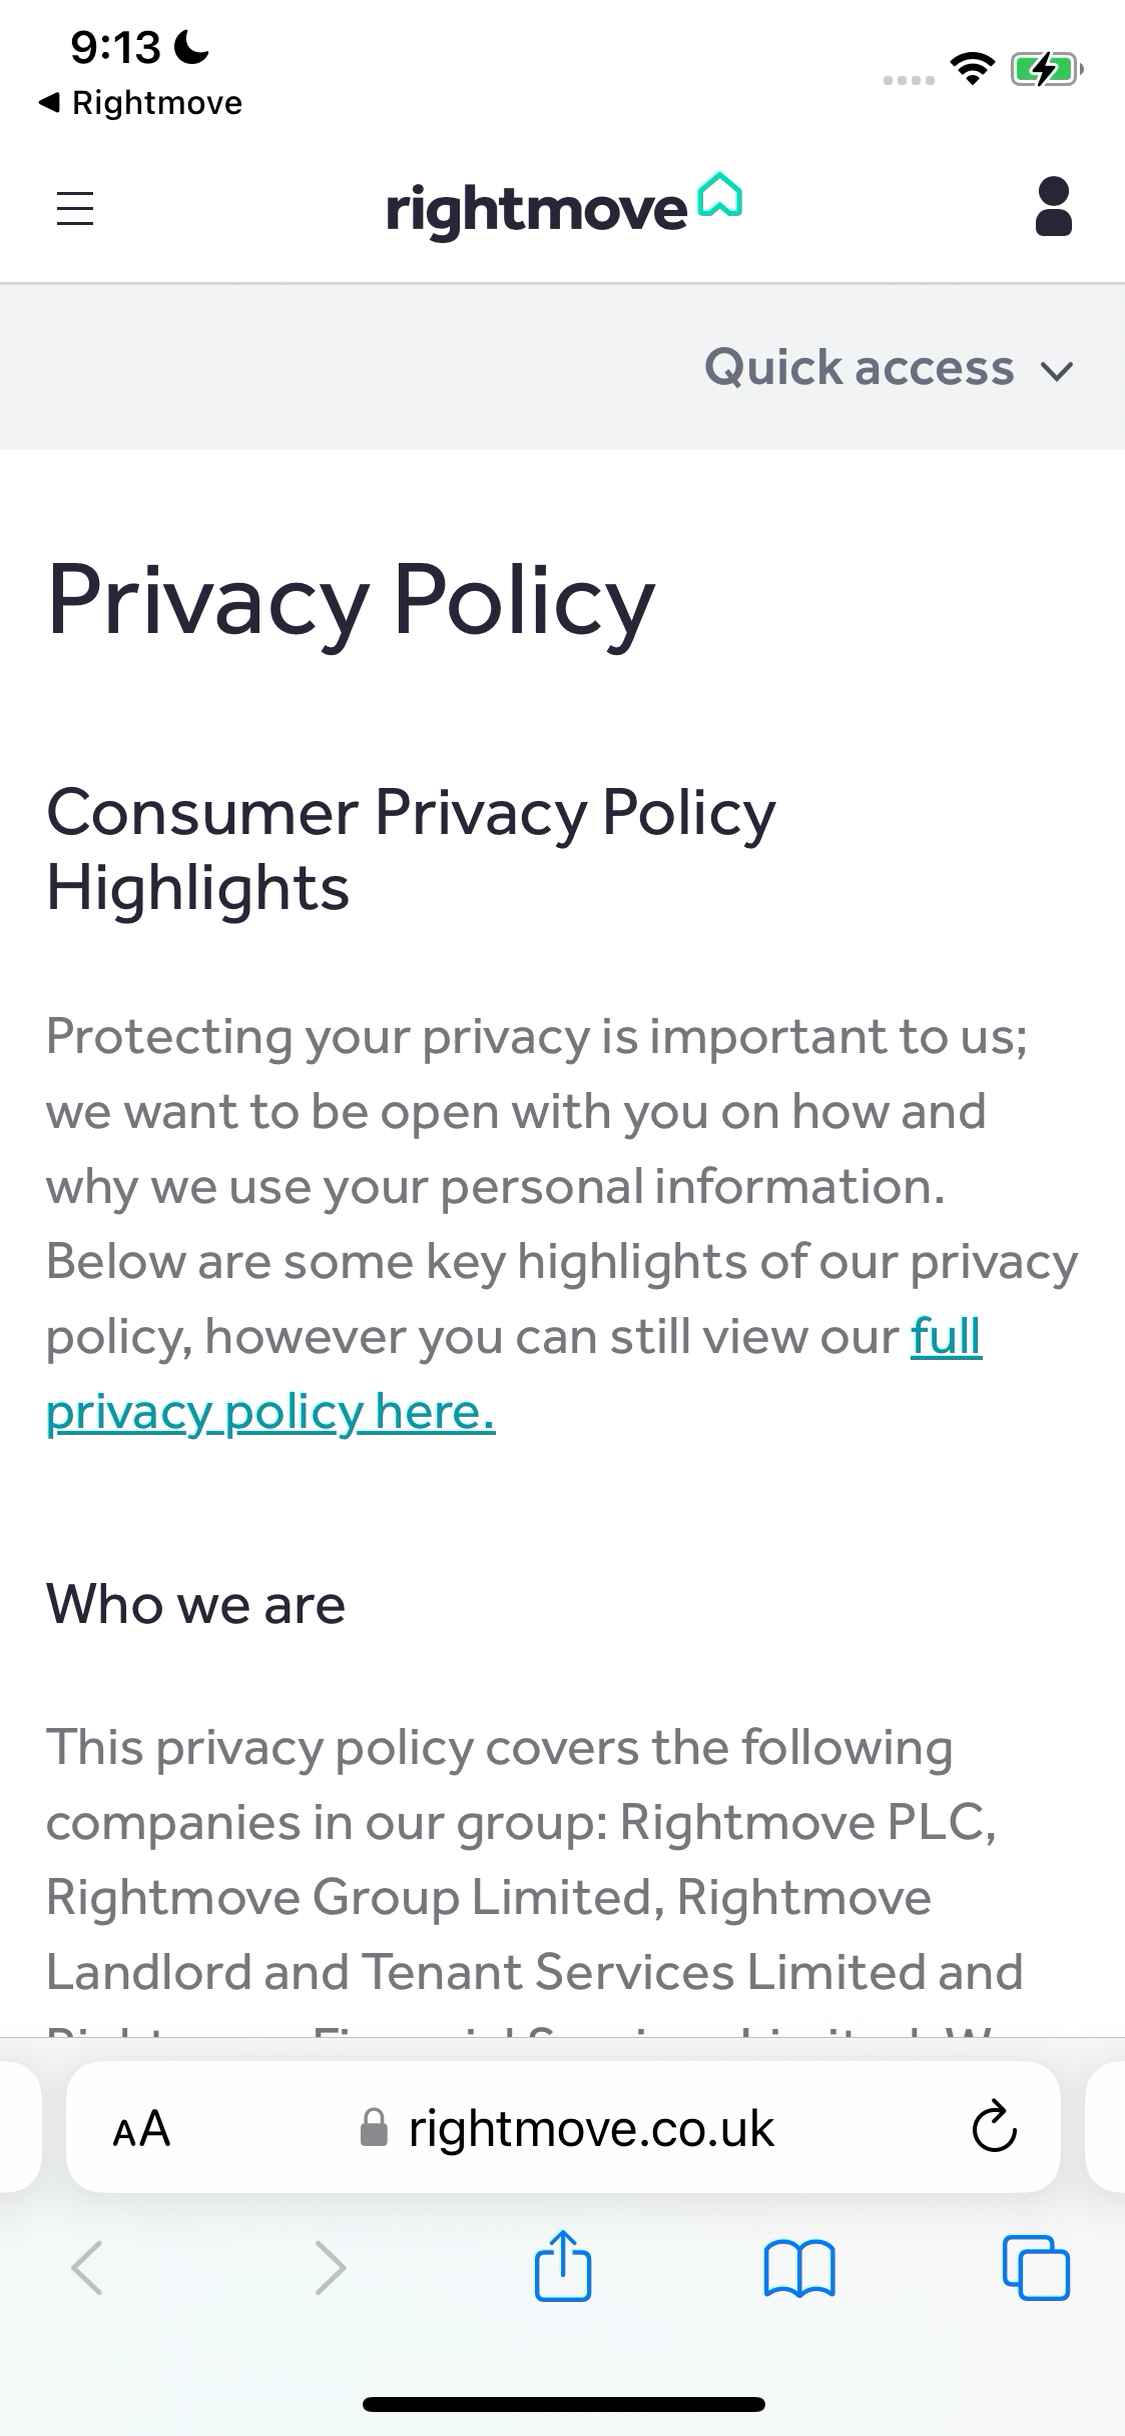 9:13
Rightmove
rightmove
Quick access
Privacy Policy
Consumer Privacy Policy
Highlights
Protecting your privacy is important to us;
we want to be open with you on how and
why we use your personal information.
Below are some key highlights of our privacy
policy, however you can still view our full
privacy policy here.
Who we are
This privacy policy covers the following
companies in our group: Rightmove PLC,
Rightmove Group Limited, Rightmove
Landlord and Tenant Services Limited and
AA rightmove.co.uk